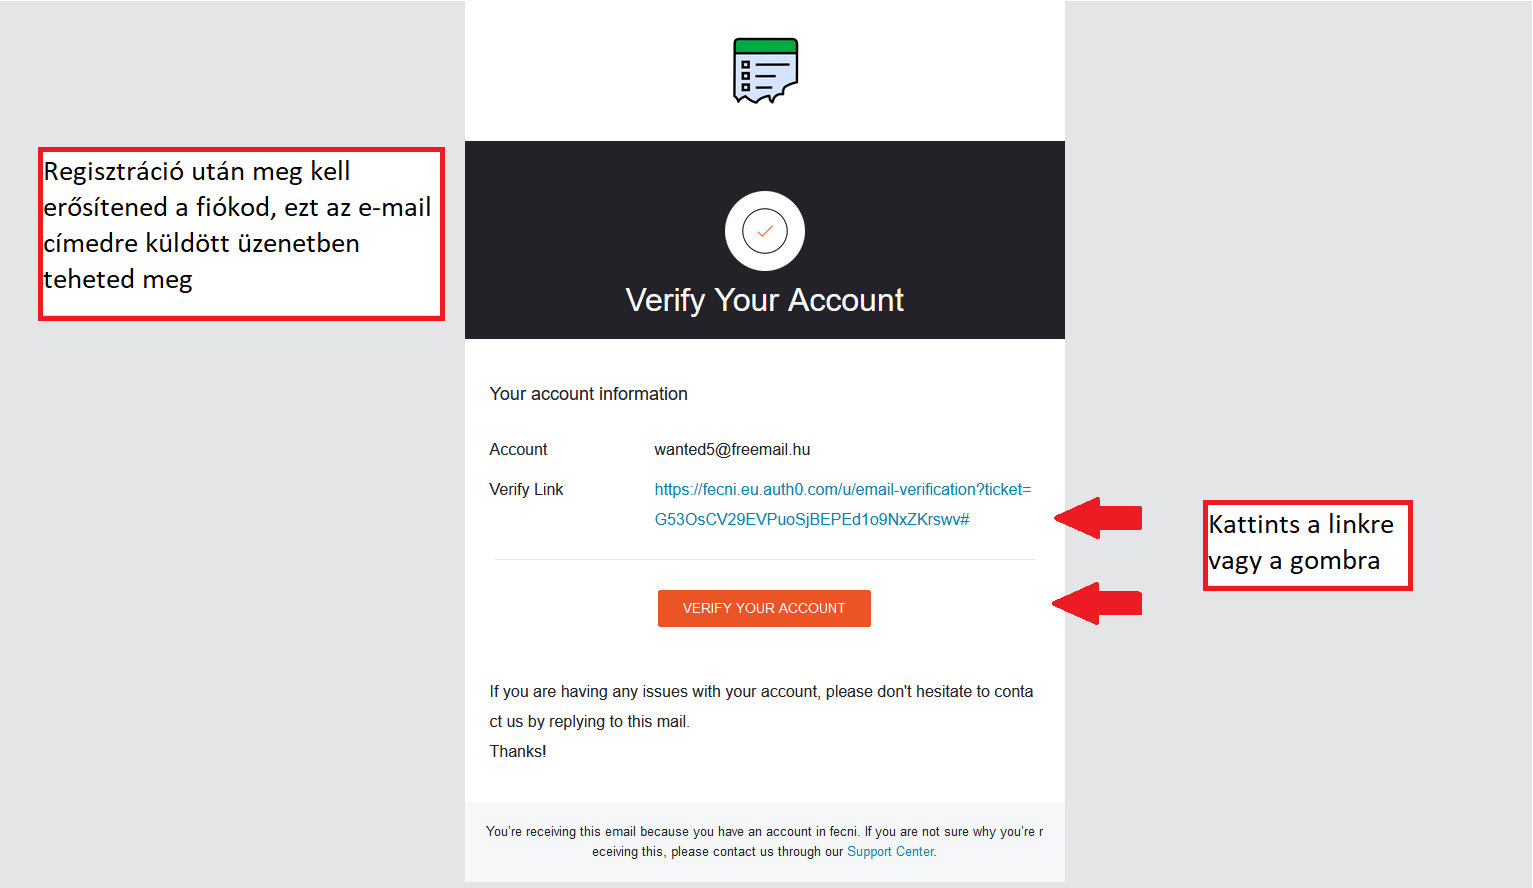 Regisztráció után meg kell
erősítened a fiókod, ezt az e-mail
címedre küldött üzenetben
teheted meg
Verify Your Account
Your account information
Account wanted5@freemail.hu
Verify Link https://fecni.eu.auth0.com/u/email-verification?ticket=
G53OsCV29EVPuoSjBEPEd1o9NxZKrswv#
Kattints a linkre
vagy a gombra
VERIFY YOUR ACCOUNT
If you are having any issues with your account, please don't hesitate to conta
ct us by replying to this mail.
Thanks!
You’re receiving this email because you have an account in fecni. If you are not sure why you’re r
eceiving this, please contact us through our Support Center.